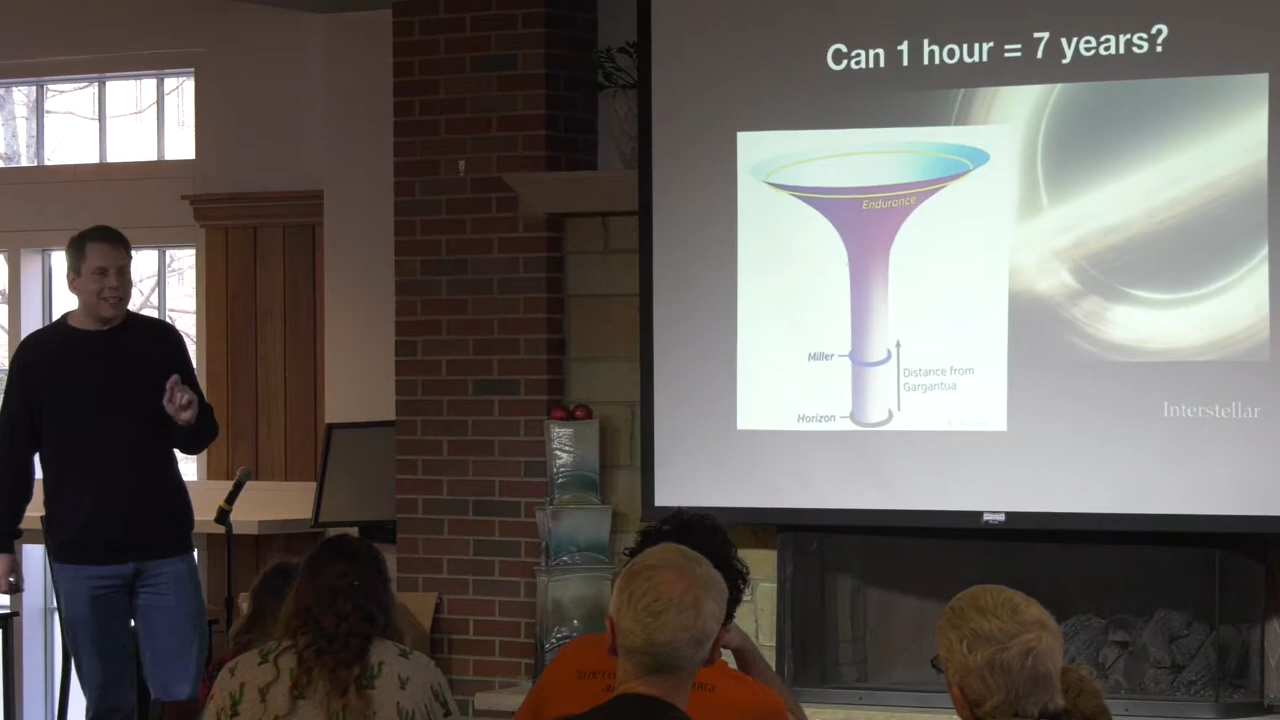 Can 1 hour = 7 years?
Endurance
Miller
Distance from
Gargantua
Horizon
Interstellar